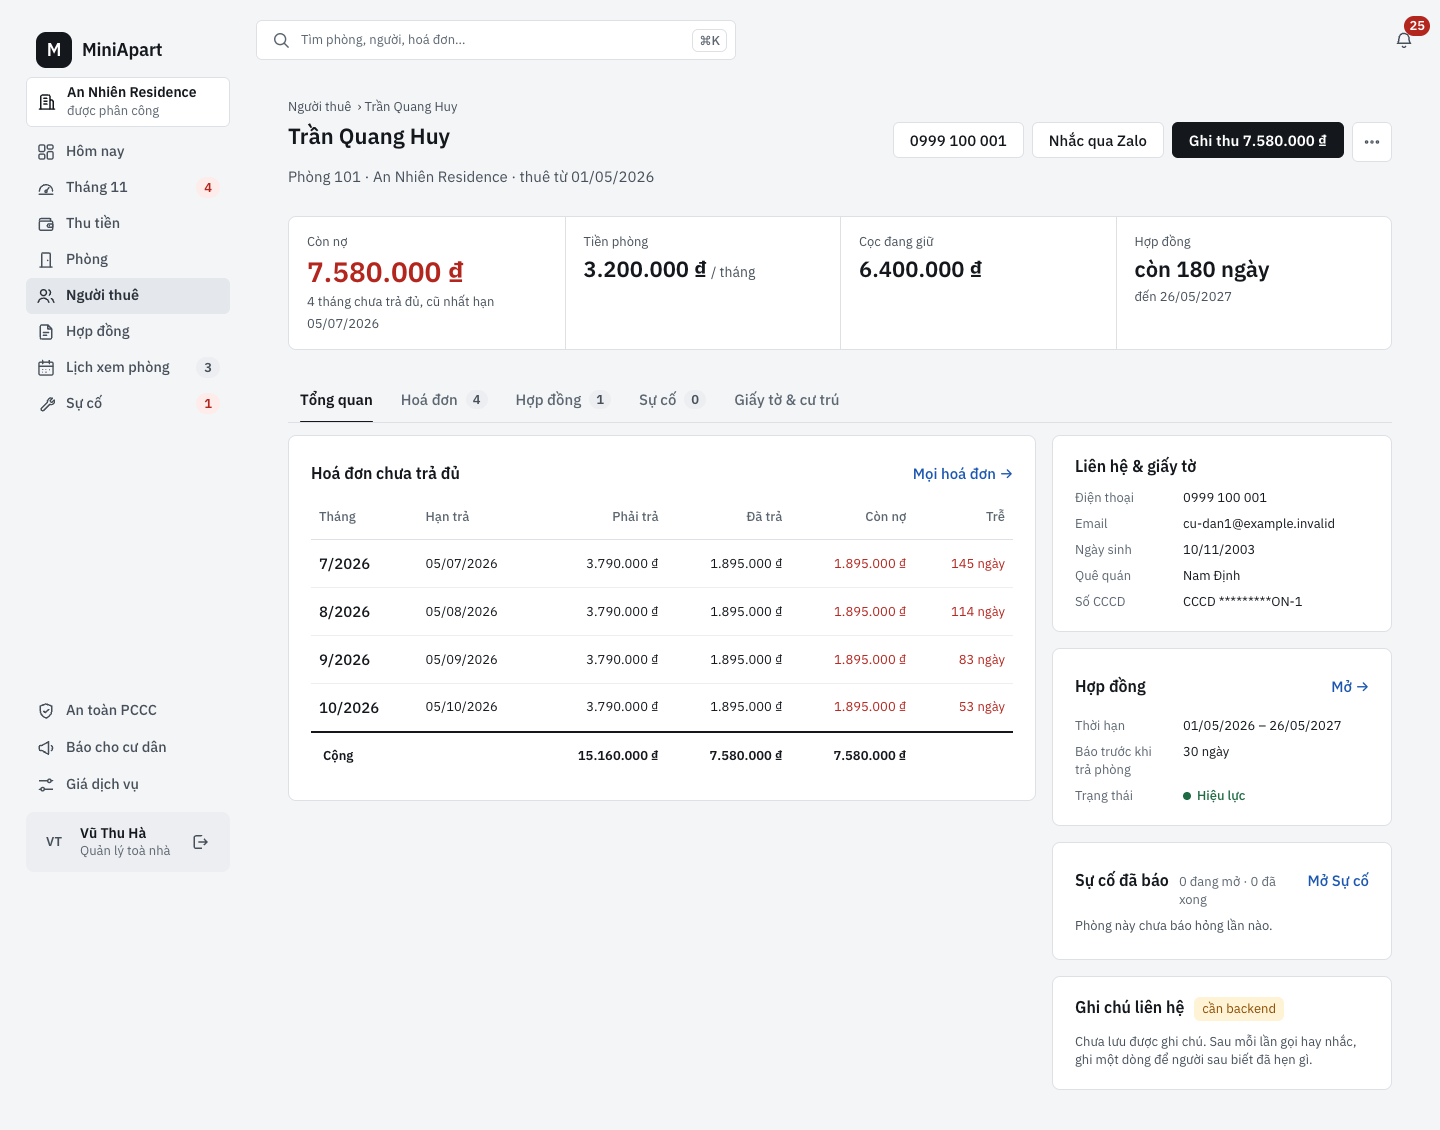 M MiniApart
An Nhiên Residence
được phân công
Hôm nay
Tháng 11 4
Thu tiền
Phòng
Người thuê
Hợp đồng
Lịch xem phòng 3
Sự cố 1
An toàn PCCC
Báo cho cư dân
Giá dịch vụ
VT Vũ Thu Hà
Quản lý toà nhà
Tìm phòng, người, hoá đơn... ⌘K
25
Người thuê › Trần Quang Huy
Trần Quang Huy
Phòng 101 · An Nhiên Residence · thuê từ 01/05/2026
0999 100 001 Nhắc qua Zalo Ghi thu 7.580.000 ₫ •••
Còn nợ
7.580.000 ₫
4 tháng chưa trả đủ, cũ nhất hạn
05/07/2026
Tiền phòng
3.200.000 ₫ / tháng
Cọc đang giữ
6.400.000 ₫
Hợp đồng
còn 180 ngày
đến 26/05/2027
Tổng quan Hoá đơn 4 Hợp đồng 1 Sự cố 0 Giấy tờ & cư trú
Hoá đơn chưa trả đủ Mọi hoá đơn →
Tháng Hạn trả Phải trả Đã trả Còn nợ Trễ
7/2026 05/07/2026 3.790.000 ₫ 1.895.000 ₫ 1.895.000 ₫ 145 ngày
8/2026 05/08/2026 3.790.000 ₫ 1.895.000 ₫ 1.895.000 ₫ 114 ngày
9/2026 05/09/2026 3.790.000 ₫ 1.895.000 ₫ 1.895.000 ₫ 83 ngày
10/2026 05/10/2026 3.790.000 ₫ 1.895.000 ₫ 1.895.000 ₫ 53 ngày
Cộng 15.160.000 ₫ 7.580.000 ₫ 7.580.000 ₫
Liên hệ & giấy tờ
Điện thoại 0999 100 001
Email cu-dan1@example.invalid
Ngày sinh 10/11/2003
Quê quán Nam Định
Số CCCD CCCD *********ON-1
Hợp đồng Mở →
Thời hạn 01/05/2026 – 26/05/2027
Báo trước khi 30 ngày
trả phòng
Trạng thái Hiệu lực
Sự cố đã báo 0 đang mở · 0 đã Mở Sự cố
xong
Phòng này chưa báo hỏng lần nào.
Ghi chú liên hệ cần backend
Chưa lưu được ghi chú. Sau mỗi lần gọi hay nhắc,
ghi một dòng để người sau biết đã hẹn gì.